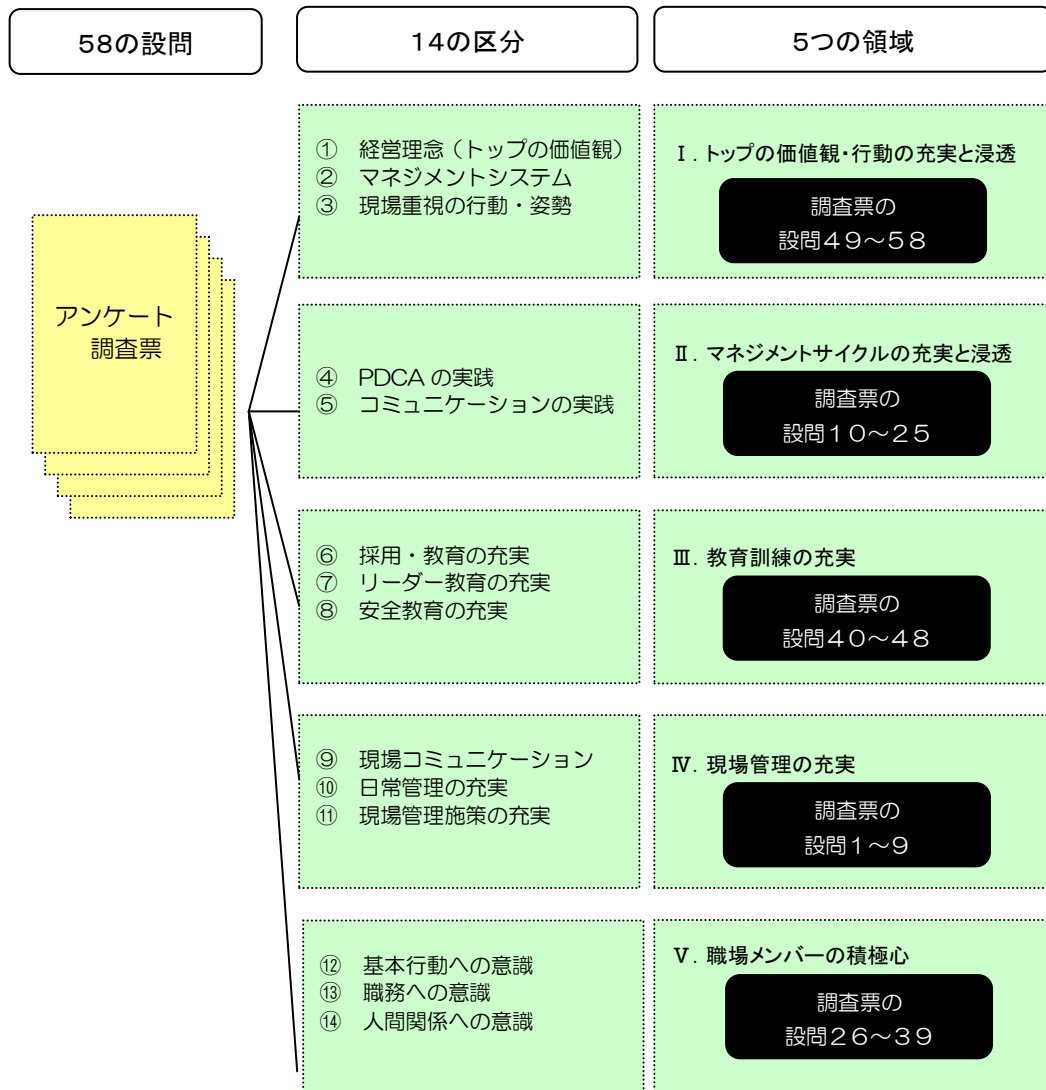 58の設問
14の区分
5つの領域
アンケート
調査票
① 経営理念（トップの価値観）
② マネジメントシステム
③ 現場重視の行動・姿勢
Ⅰ．トップの価値観・行動の充実と浸透
調査票の
設問４９～５８
④ PDCA の実践
⑤ コミュニケーションの実践
Ⅱ．マネジメントサイクルの充実と浸透
調査票の
設問１０～２５
⑥ 採用・教育の充実
⑦ リーダー教育の充実
⑧ 安全教育の充実
Ⅲ．教育訓練の充実
調査票の
設問４０～４８
⑨ 現場コミュニケーション
⑩ 日常管理の充実
⑪ 現場管理施策の充実
Ⅳ．現場管理の充実
調査票の
設問１～９
⑫ 基本行動への意識
⑬ 職務への意識
⑭ 人間関係への意識
Ⅴ．職場メンバーの積極心
調査票の
設問２６～３９